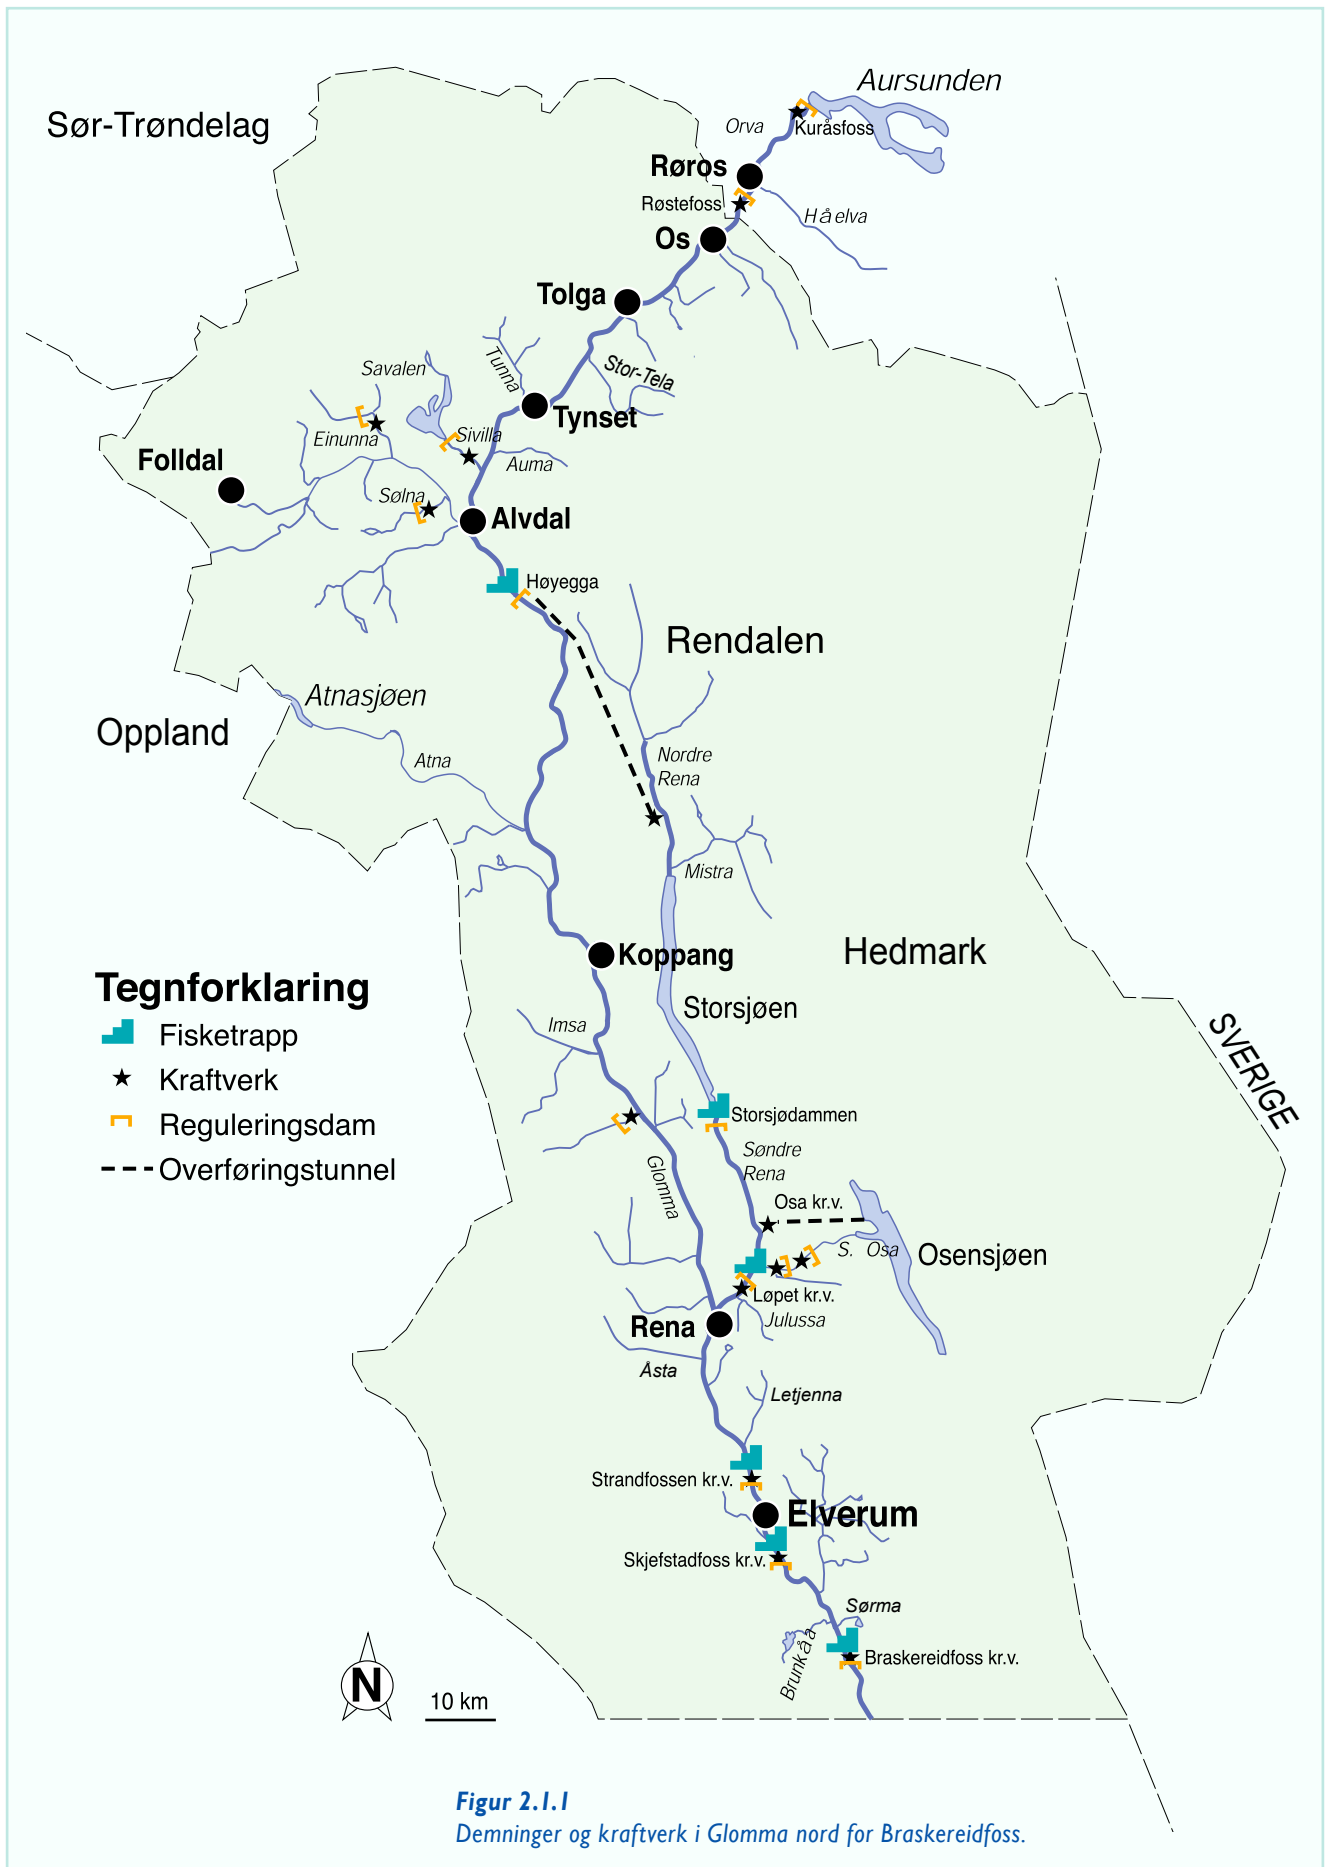 Aursunden
Sør-Trøndelag
Orva
Kuråsfoss
Røros
Røstefoss
Håelva
Os
Tolga
Tunna
Savalen
Stor-Tela
Tynset
Einunna
Sivilla
Auma
Folldal
Sølna
Alvdal
Høyegga
Rendalen
Atnasjøen
Oppland
Nordre
Rena
Atna
Mistra
Koppang
Hedmark
Tegnforklaring
Storsjøen
Fisketrapp
Imsa
SVERIGE
Kraftverk
Storsjødammen
Reguleringsdam
Søndre
Rena
Overføringstunnel
Glomma
Osa kr.v.
S. Osa
Osensjøen
Løpet kr.v.
Julussa
Rena
Åsta
Letjenna
Strandfossen kr.v.
Elverum
Skjefstadfoss kr.v.
Sørma
Brunkåa
Braskereidfoss kr.v.
N
10 km
Figur 2.1.1
Demninger og kraftverk i Glomma nord for Braskereidfoss.